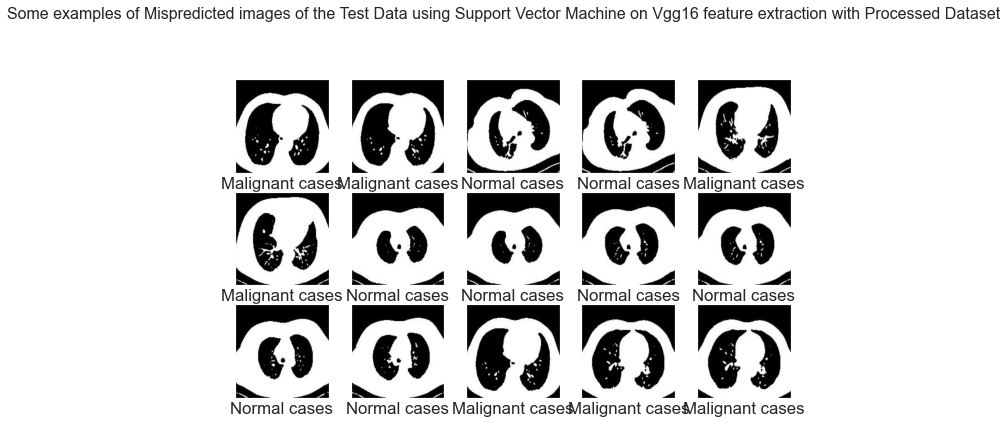 Some examples of Mispredicted images of the Test Data using Support Vector Machine on Vgg16 feature extraction with Processed Dataset
Malignant cases Malignant cases Normal cases Normal cases Malignant cases
Malignant cases Normal cases Normal cases Normal cases Normal cases
Normal cases Normal cases Malignant cases Malignant cases Malignant cases